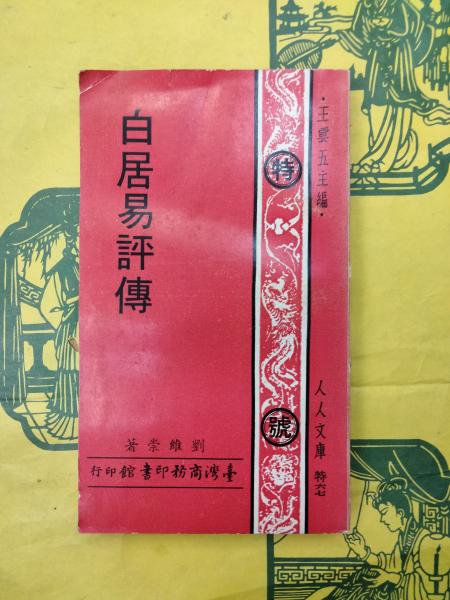 ·王雲五主編·
人人文庫 特
特
號
白居易評傳
劉維崇 著
臺灣商務印書館印行